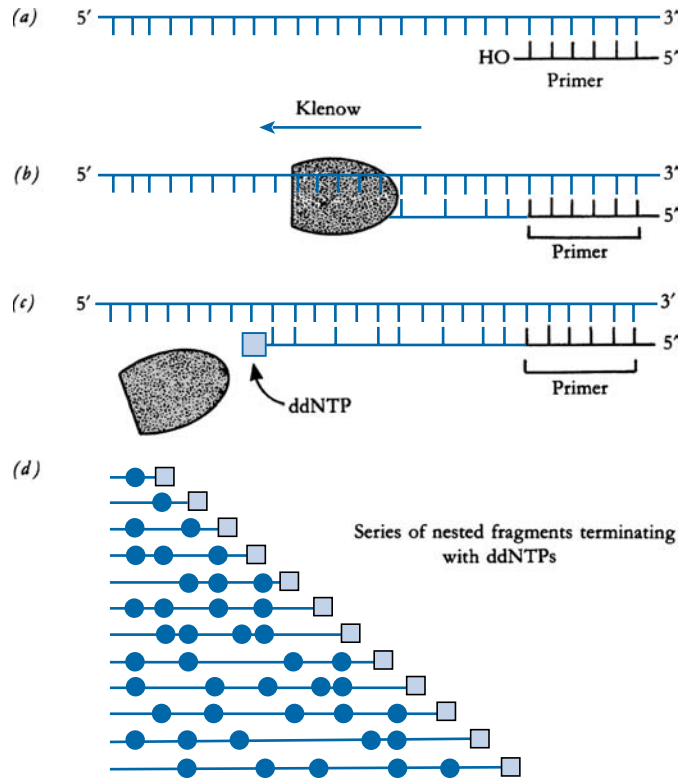 (a)
5′ 3′
HO 5′
Primer
Klenow
(b)
5′ 3′
5′
Primer
(c)
5′ 3′
5′
Primer
ddNTP
(d)
Series of nested fragments terminating
with ddNTPs